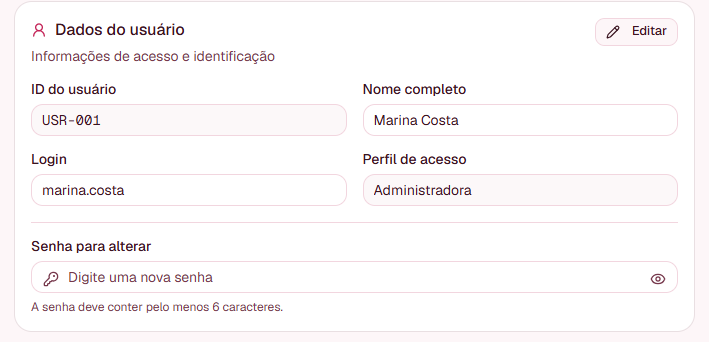 Dados do usuário
Editar
Informações de acesso e identificação
ID do usuário
Nome completo
USR-001
Marina Costa
Login
Perfil de acesso
marina.costa
Administradora
Senha para alterar
Digite uma nova senha
A senha deve conter pelo menos 6 caracteres.